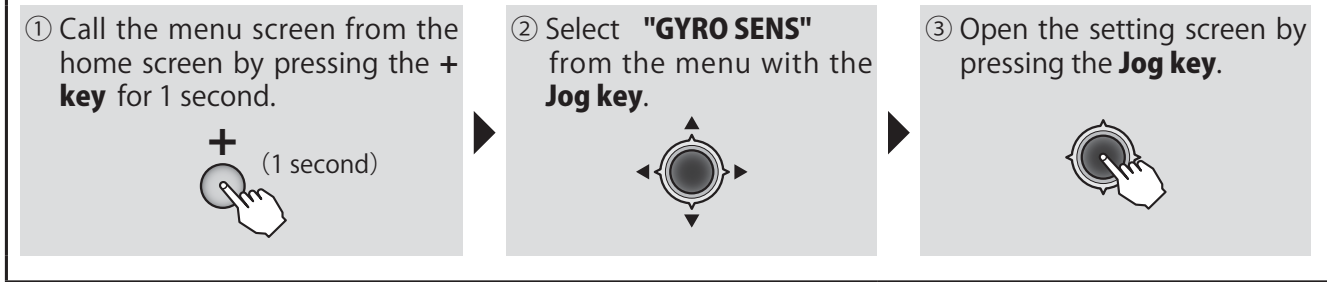 ① Call the menu screen from the
home screen by pressing the +
key for 1 second.
+
(1 second)
② Select "GYRO SENS"
from the menu with the
Jog key.
③ Open the setting screen by
pressing the Jog key.